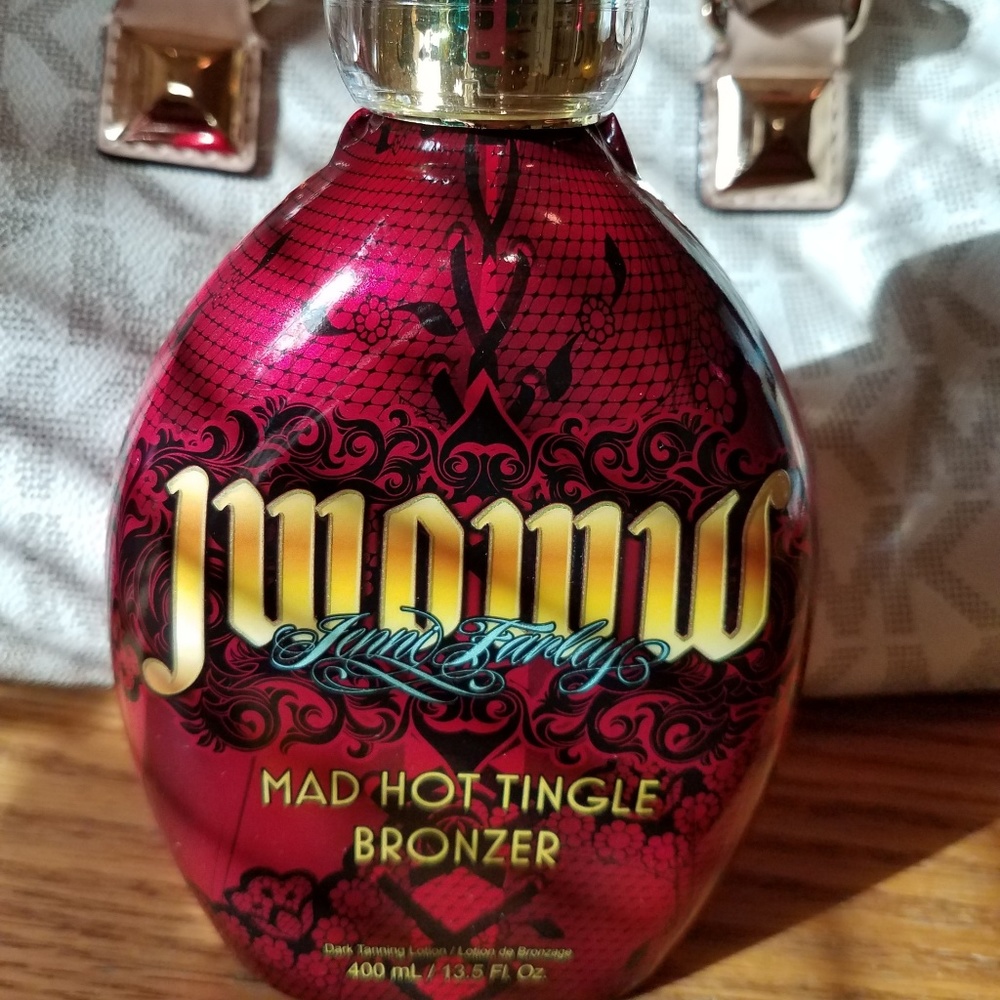 JWOWW
Jenni Farley
MAD HOT TINGLE
BRONZER
Dark Tanning Lotion / Lotion de Bronzage
400 mL / 13.5 Fl. Oz.